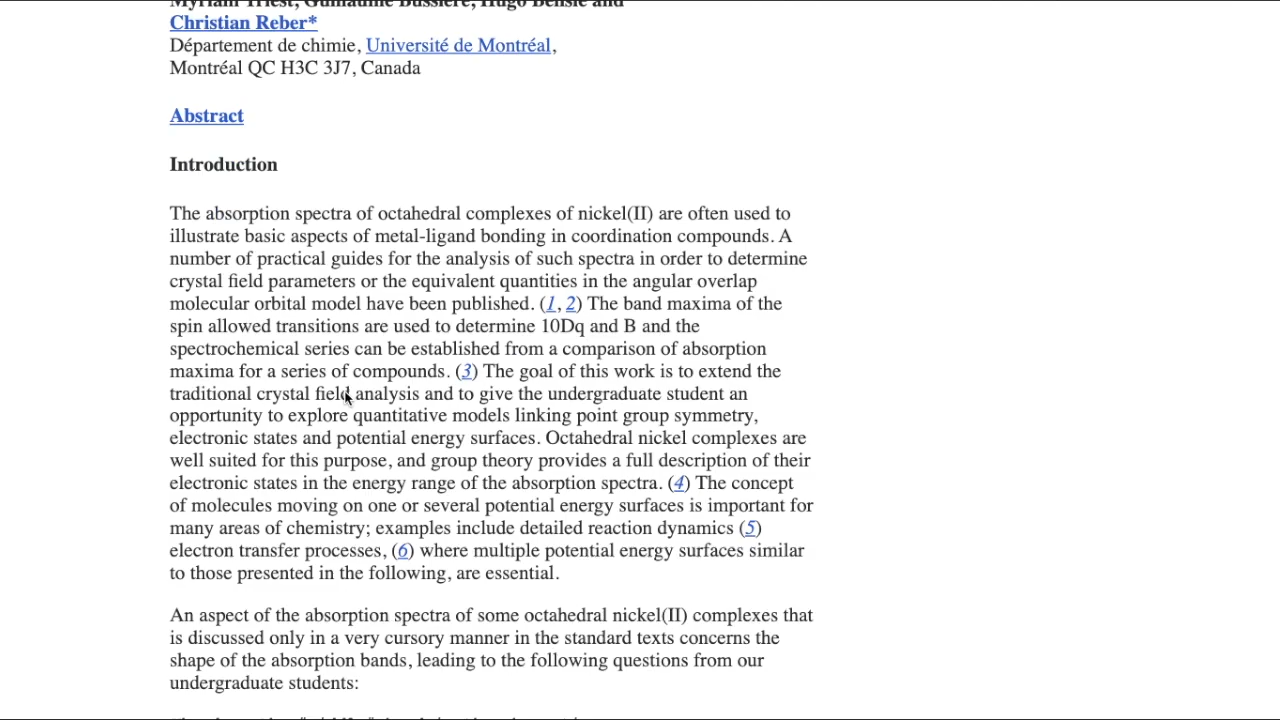 Myriam Triest, Guillaume Bussière, Hugo Bélisle and
Christian Reber*
Département de chimie, Université de Montréal,
Montréal QC H3C 3J7, Canada
Abstract
Introduction
The absorption spectra of octahedral complexes of nickel(II) are often used to
illustrate basic aspects of metal-ligand bonding in coordination compounds. A
number of practical guides for the analysis of such spectra in order to determine
crystal field parameters or the equivalent quantities in the angular overlap
molecular orbital model have been published. (1, 2) The band maxima of the
spin allowed transitions are used to determine 10Dq and B and the
spectrochemical series can be established from a comparison of absorption
maxima for a series of compounds. (3) The goal of this work is to extend the
traditional crystal field analysis and to give the undergraduate student an
opportunity to explore quantitative models linking point group symmetry,
electronic states and potential energy surfaces. Octahedral nickel complexes are
well suited for this purpose, and group theory provides a full description of their
electronic states in the energy range of the absorption spectra. (4) The concept
of molecules moving on one or several potential energy surfaces is important for
many areas of chemistry; examples include detailed reaction dynamics (5)
electron transfer processes, (6) where multiple potential energy surfaces similar
to those presented in the following, are essential.
An aspect of the absorption spectra of some octahedral nickel(II) complexes that
is discussed only in a very cursory manner in the standard texts concerns the
shape of the absorption bands, leading to the following questions from our
undergraduate students: